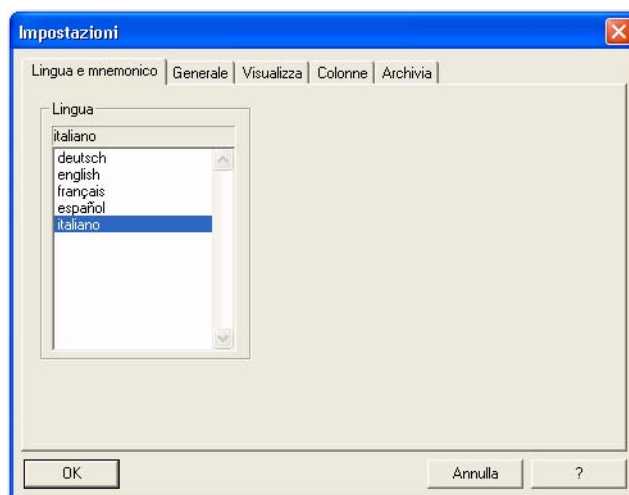 Impostazioni
Lingua e mnemonico Generale Visualizza Colonne Archivia
Lingua
italiano
deutsch
english
français
español
italiano
OK Annulla ?